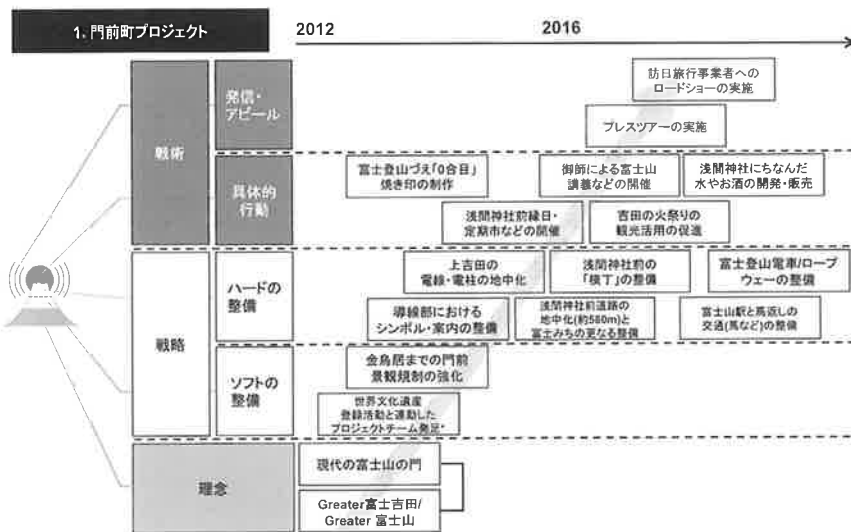 1. 門前町プロジェクト
2012
2016
戦術
発信・
アピール
訪日旅行事業者への
ロードショーの実施
プレスツアーの実施
具体的
行動
富士登山づえ「0合目」
焼き印の制作
御師による富士山
講義などの開催
浅間神社にちなんだ
水やお酒の開発・販売
浅間神社前縁日・
定期市などの開催
吉田の火祭りの
観光活用の促進
戦略
ハードの
整備
上吉田の
電線・電柱の地中化
浅間神社前の
「横丁」の整備
富士登山電車/ロープ
ウェーの整備
導線部における
シンボル・案内の整備
浅間神社前道路の
地中化(約580m)と
富士みちの更なる整備
富士山駅と馬返しの
交通(馬など)の整備
ソフトの
整備
金鳥居までの門前
景観規制の強化
世界文化遺産
登録活動と連動した
プロジェクトチーム発足*
理念
現代の富士山の門
Greater富士吉田/
Greater 富士山